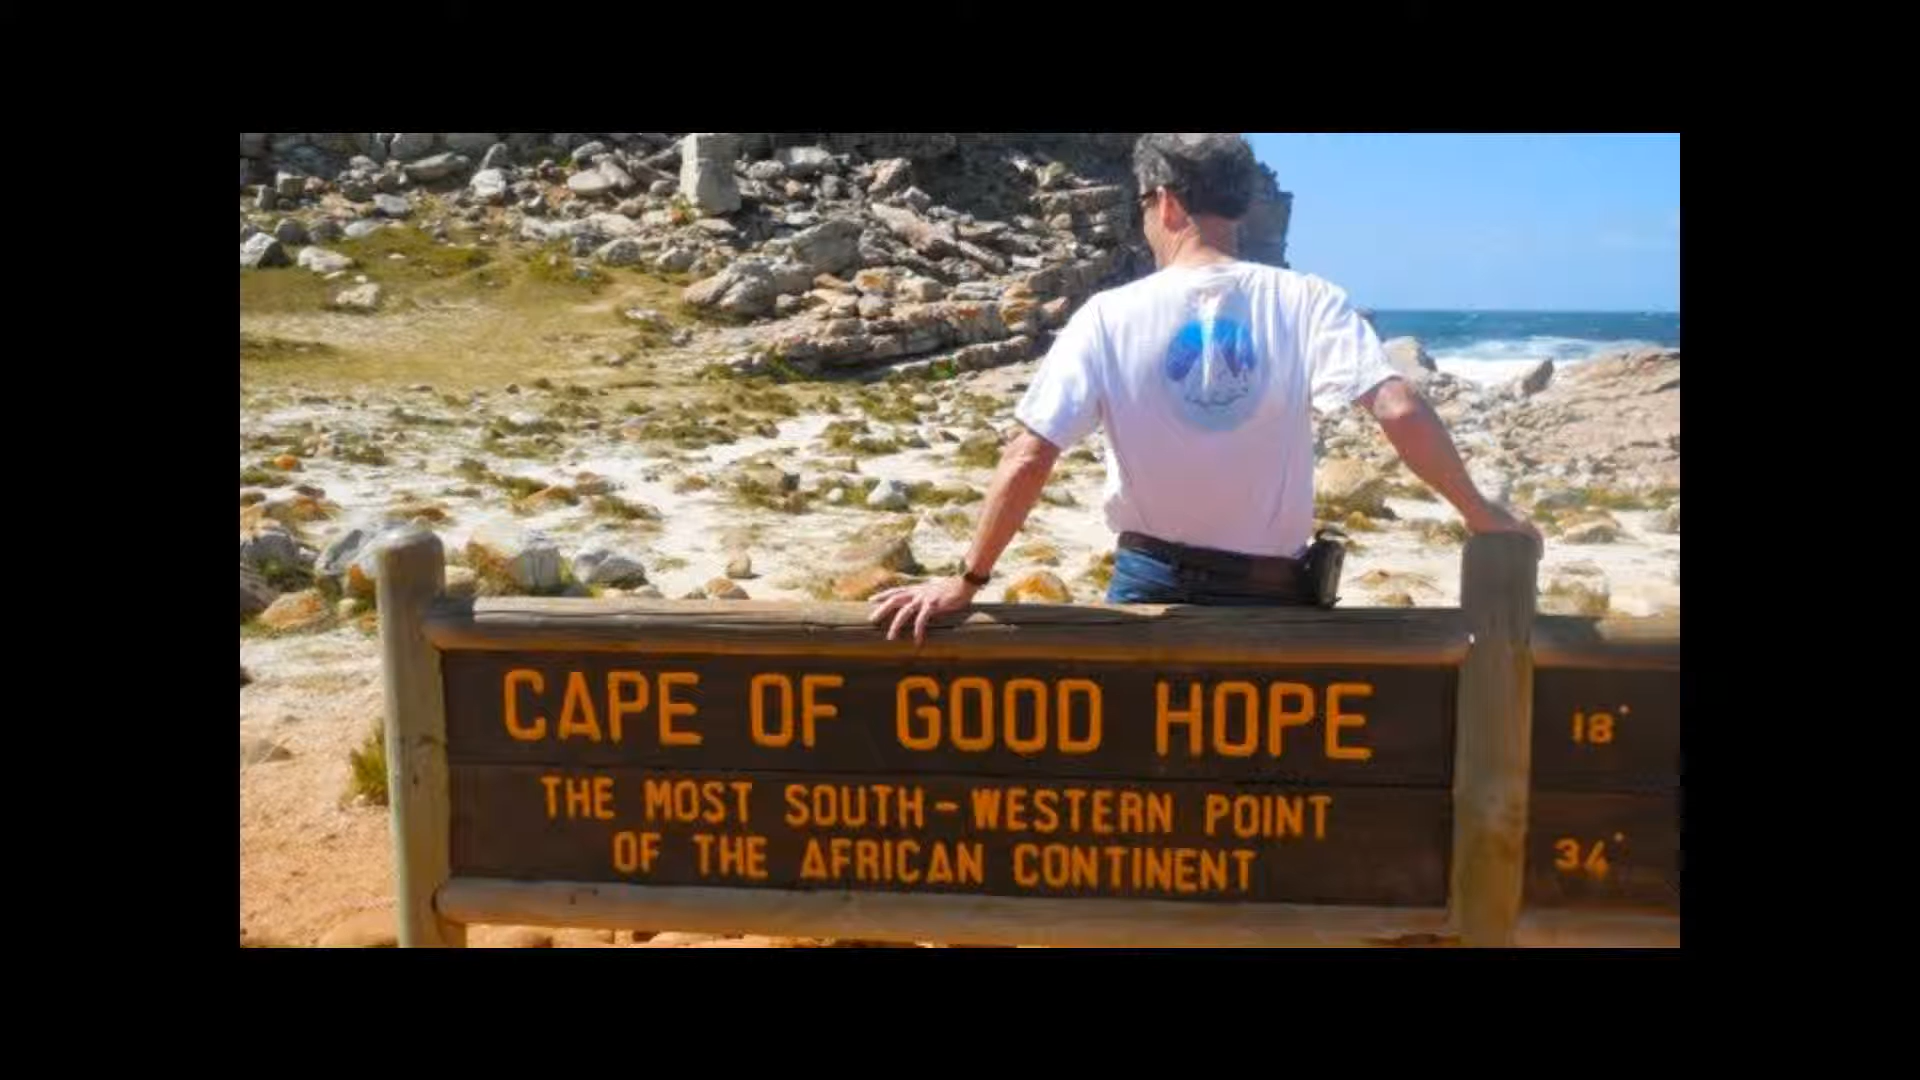 CAPE OF GOOD HOPE
THE MOST SOUTH-WESTERN POINT
OF THE AFRICAN CONTINENT
18°
34°